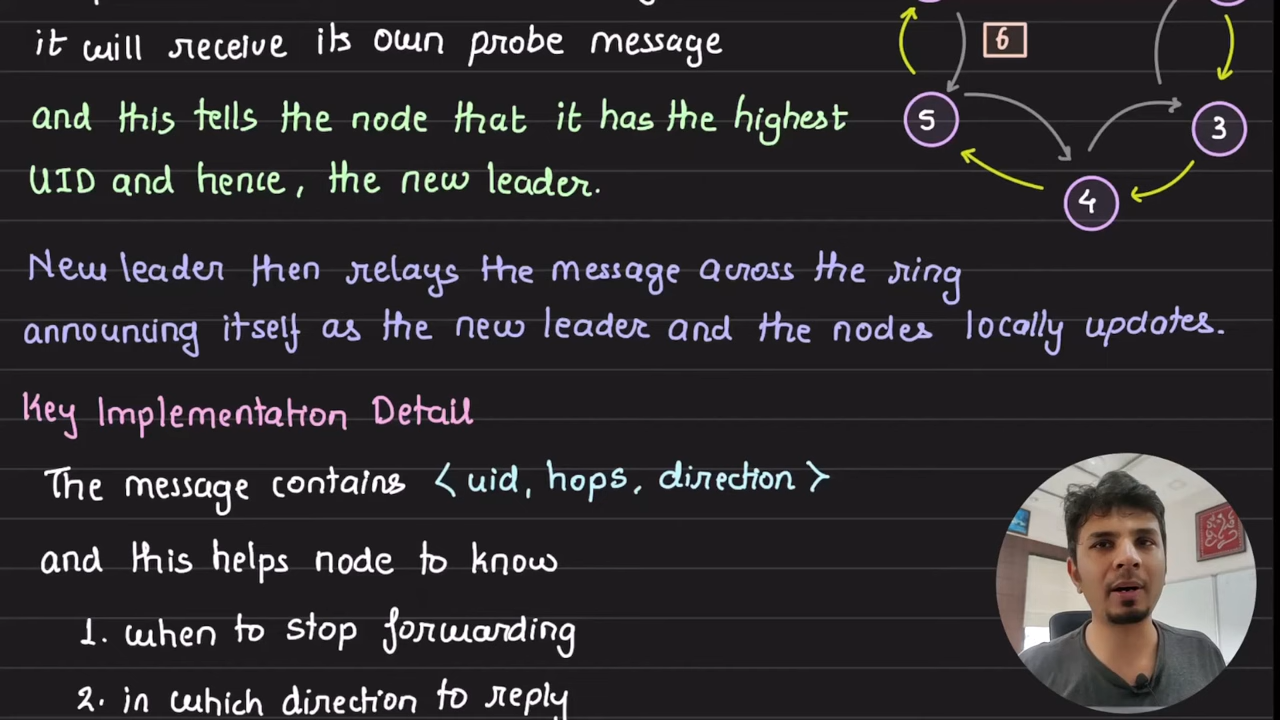 it will receive its own probe message
6
and this tells the node that it has the highest
5
3
UID and hence, the new leader.
4
New leader then relays the message across the ring
announcing itself as the new leader and the nodes locally updates.
Key Implementation Detail
The message contains < uid, hops, direction >
and this helps node to know
1. when to stop forwarding
2. in which direction to reply